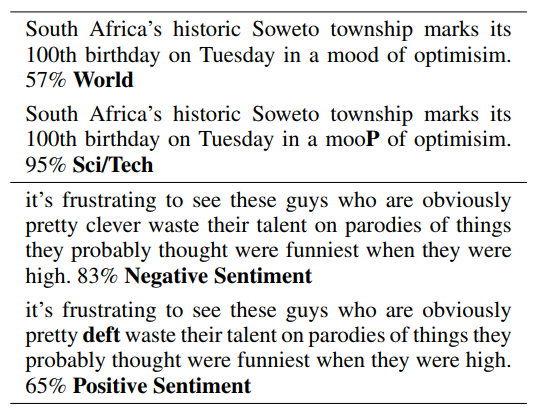 South Africa's historic Soweto township marks its
100th birthday on Tuesday in a mood of optimisim.
57% World
South Africa's historic Soweto township marks its
100th birthday on Tuesday in a mooP of optimisim.
95% Sci/Tech
it's frustrating to see these guys who are obviously
pretty clever waste their talent on parodies of things
they probably thought were funniest when they were
high. 83% Negative Sentiment
it's frustrating to see these guys who are obviously
pretty deft waste their talent on parodies of things they
probably thought were funniest when they were high.
65% Positive Sentiment